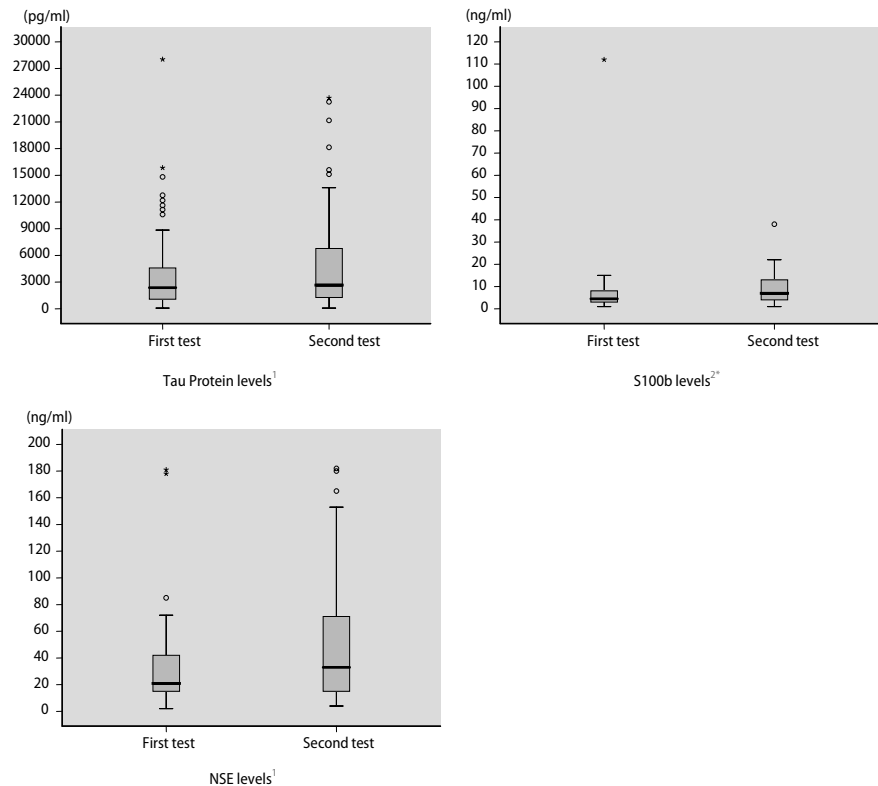 (pg/ml)
30000
27000
24000
21000
18000
15000
12000
9000
6000
3000
0
First test
Second test
Tau Protein levels¹
(ng/ml)
120
110
100
90
80
70
60
50
40
30
20
10
0
First test
Second test
S100b levels²*
(ng/ml)
200
180
160
140
120
100
80
60
40
20
0
First test
Second test
NSE levels¹